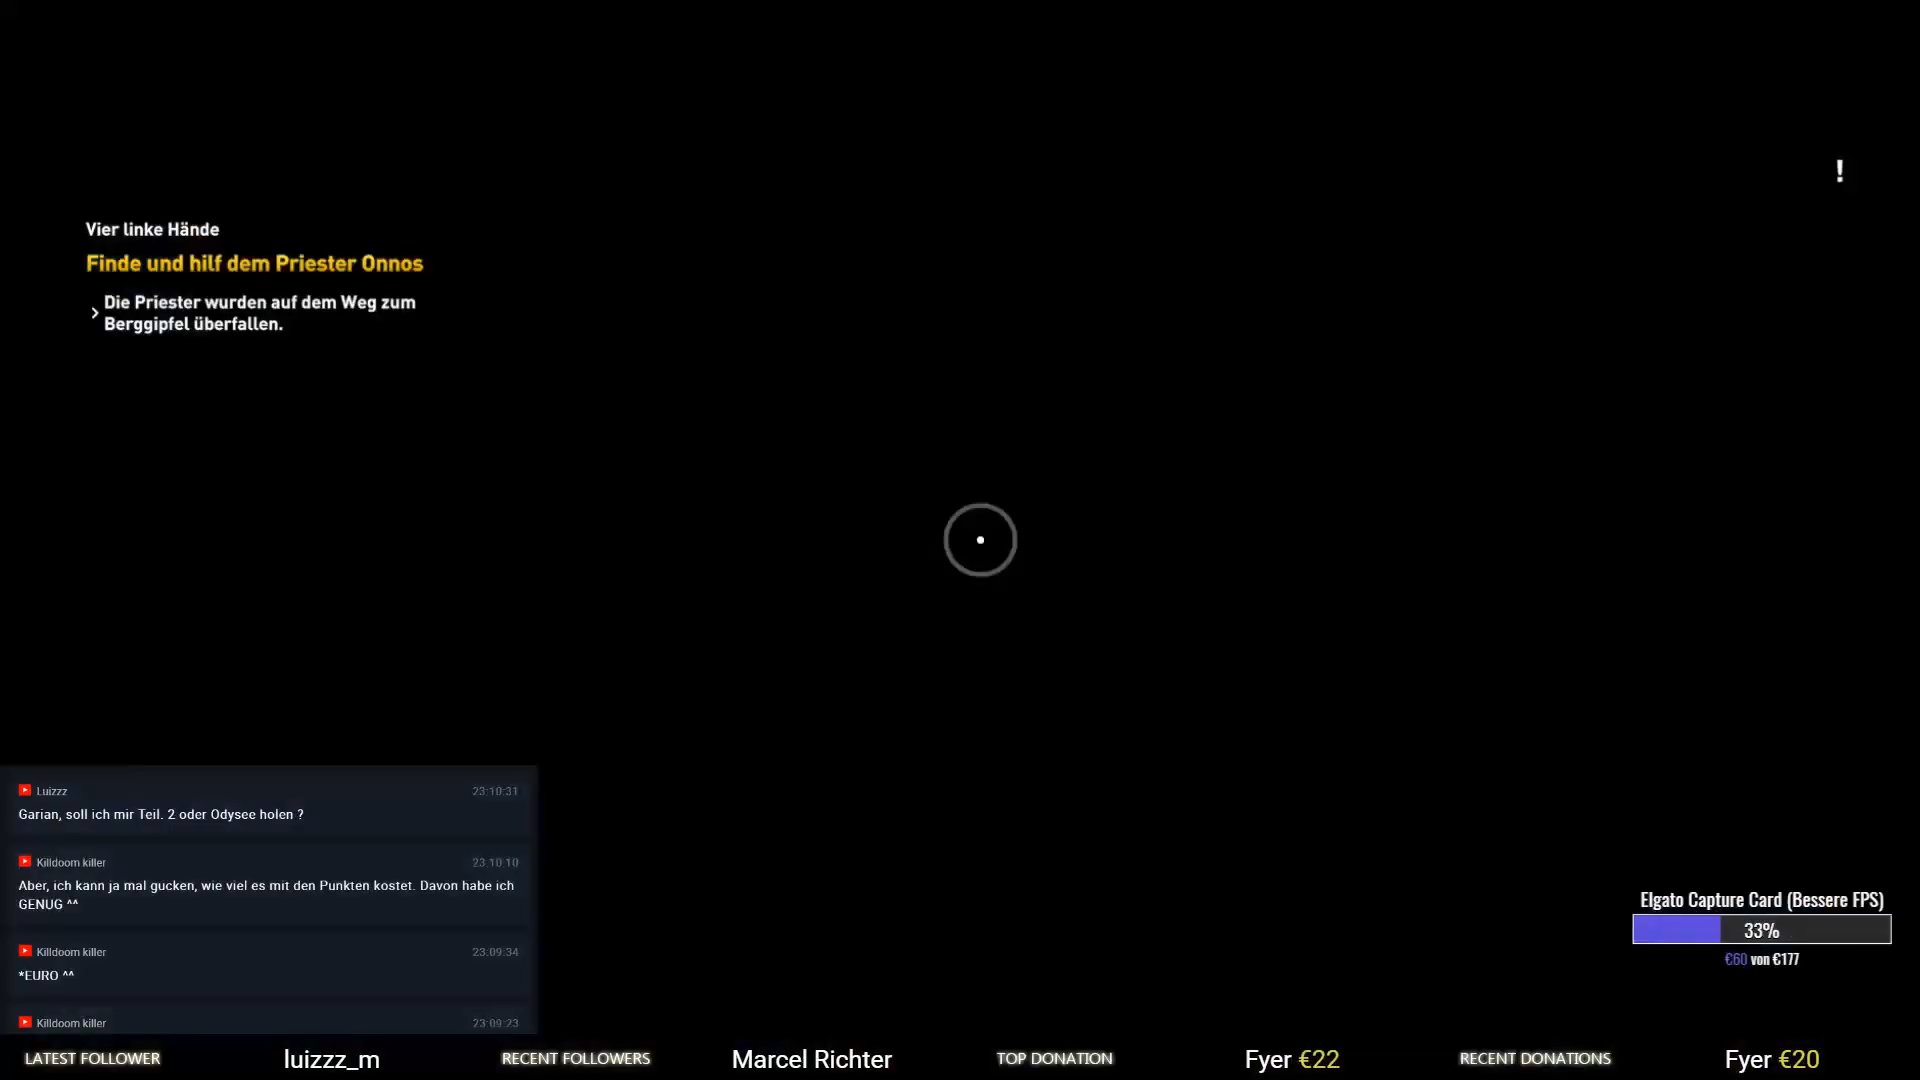 !
Vier linke Hände
Finde und hilf dem Priester Onnos
Die Priester wurden auf dem Weg zum
Berggipfel überfallen.
Luizzz 23:10:31
Garian, soll ich mir Teil. 2 oder Odysee holen ?
Killdoom killer 23:10:10
Aber, ich kann ja mal gucken, wie viel es mit den Punkten kostet. Davon habe ich
GENUG ^^
Killdoom killer 23:09:34
*EURO ^^
Killdoom killer 23:09:23
Elgato Capture Card (Bessere FPS)
33%
€60 von €177
LATEST FOLLOWER luizzz_m RECENT FOLLOWERS Marcel Richter TOP DONATION Fyer €22 RECENT DONATIONS Fyer €20